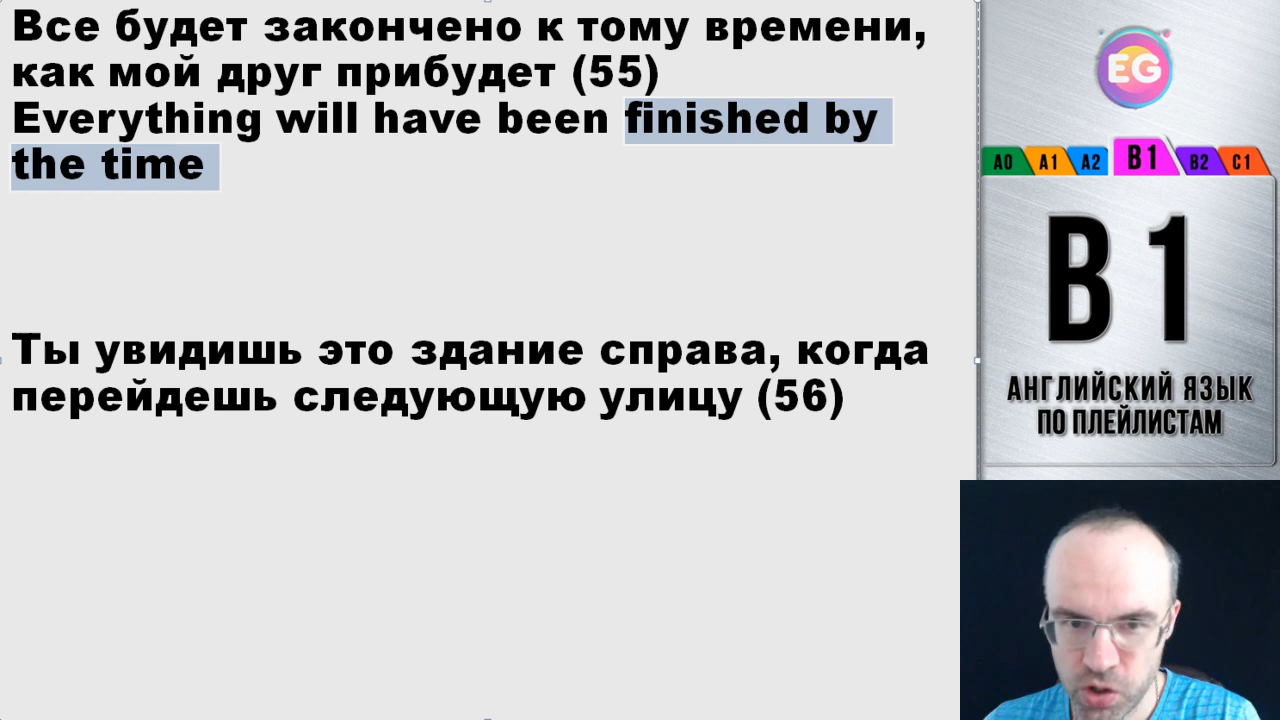 Все будет закончено к тому времени,
как мой друг прибудет (55)
Everything will have been finished by
the time
Ты увидишь это здание справа, когда
перейдешь следующую улицу (56)
EG
A0 A1 A2 B1 B2 C1
B1
АНГЛИЙСКИЙ ЯЗЫК
ПО ПЛЕЙЛИСТАМ